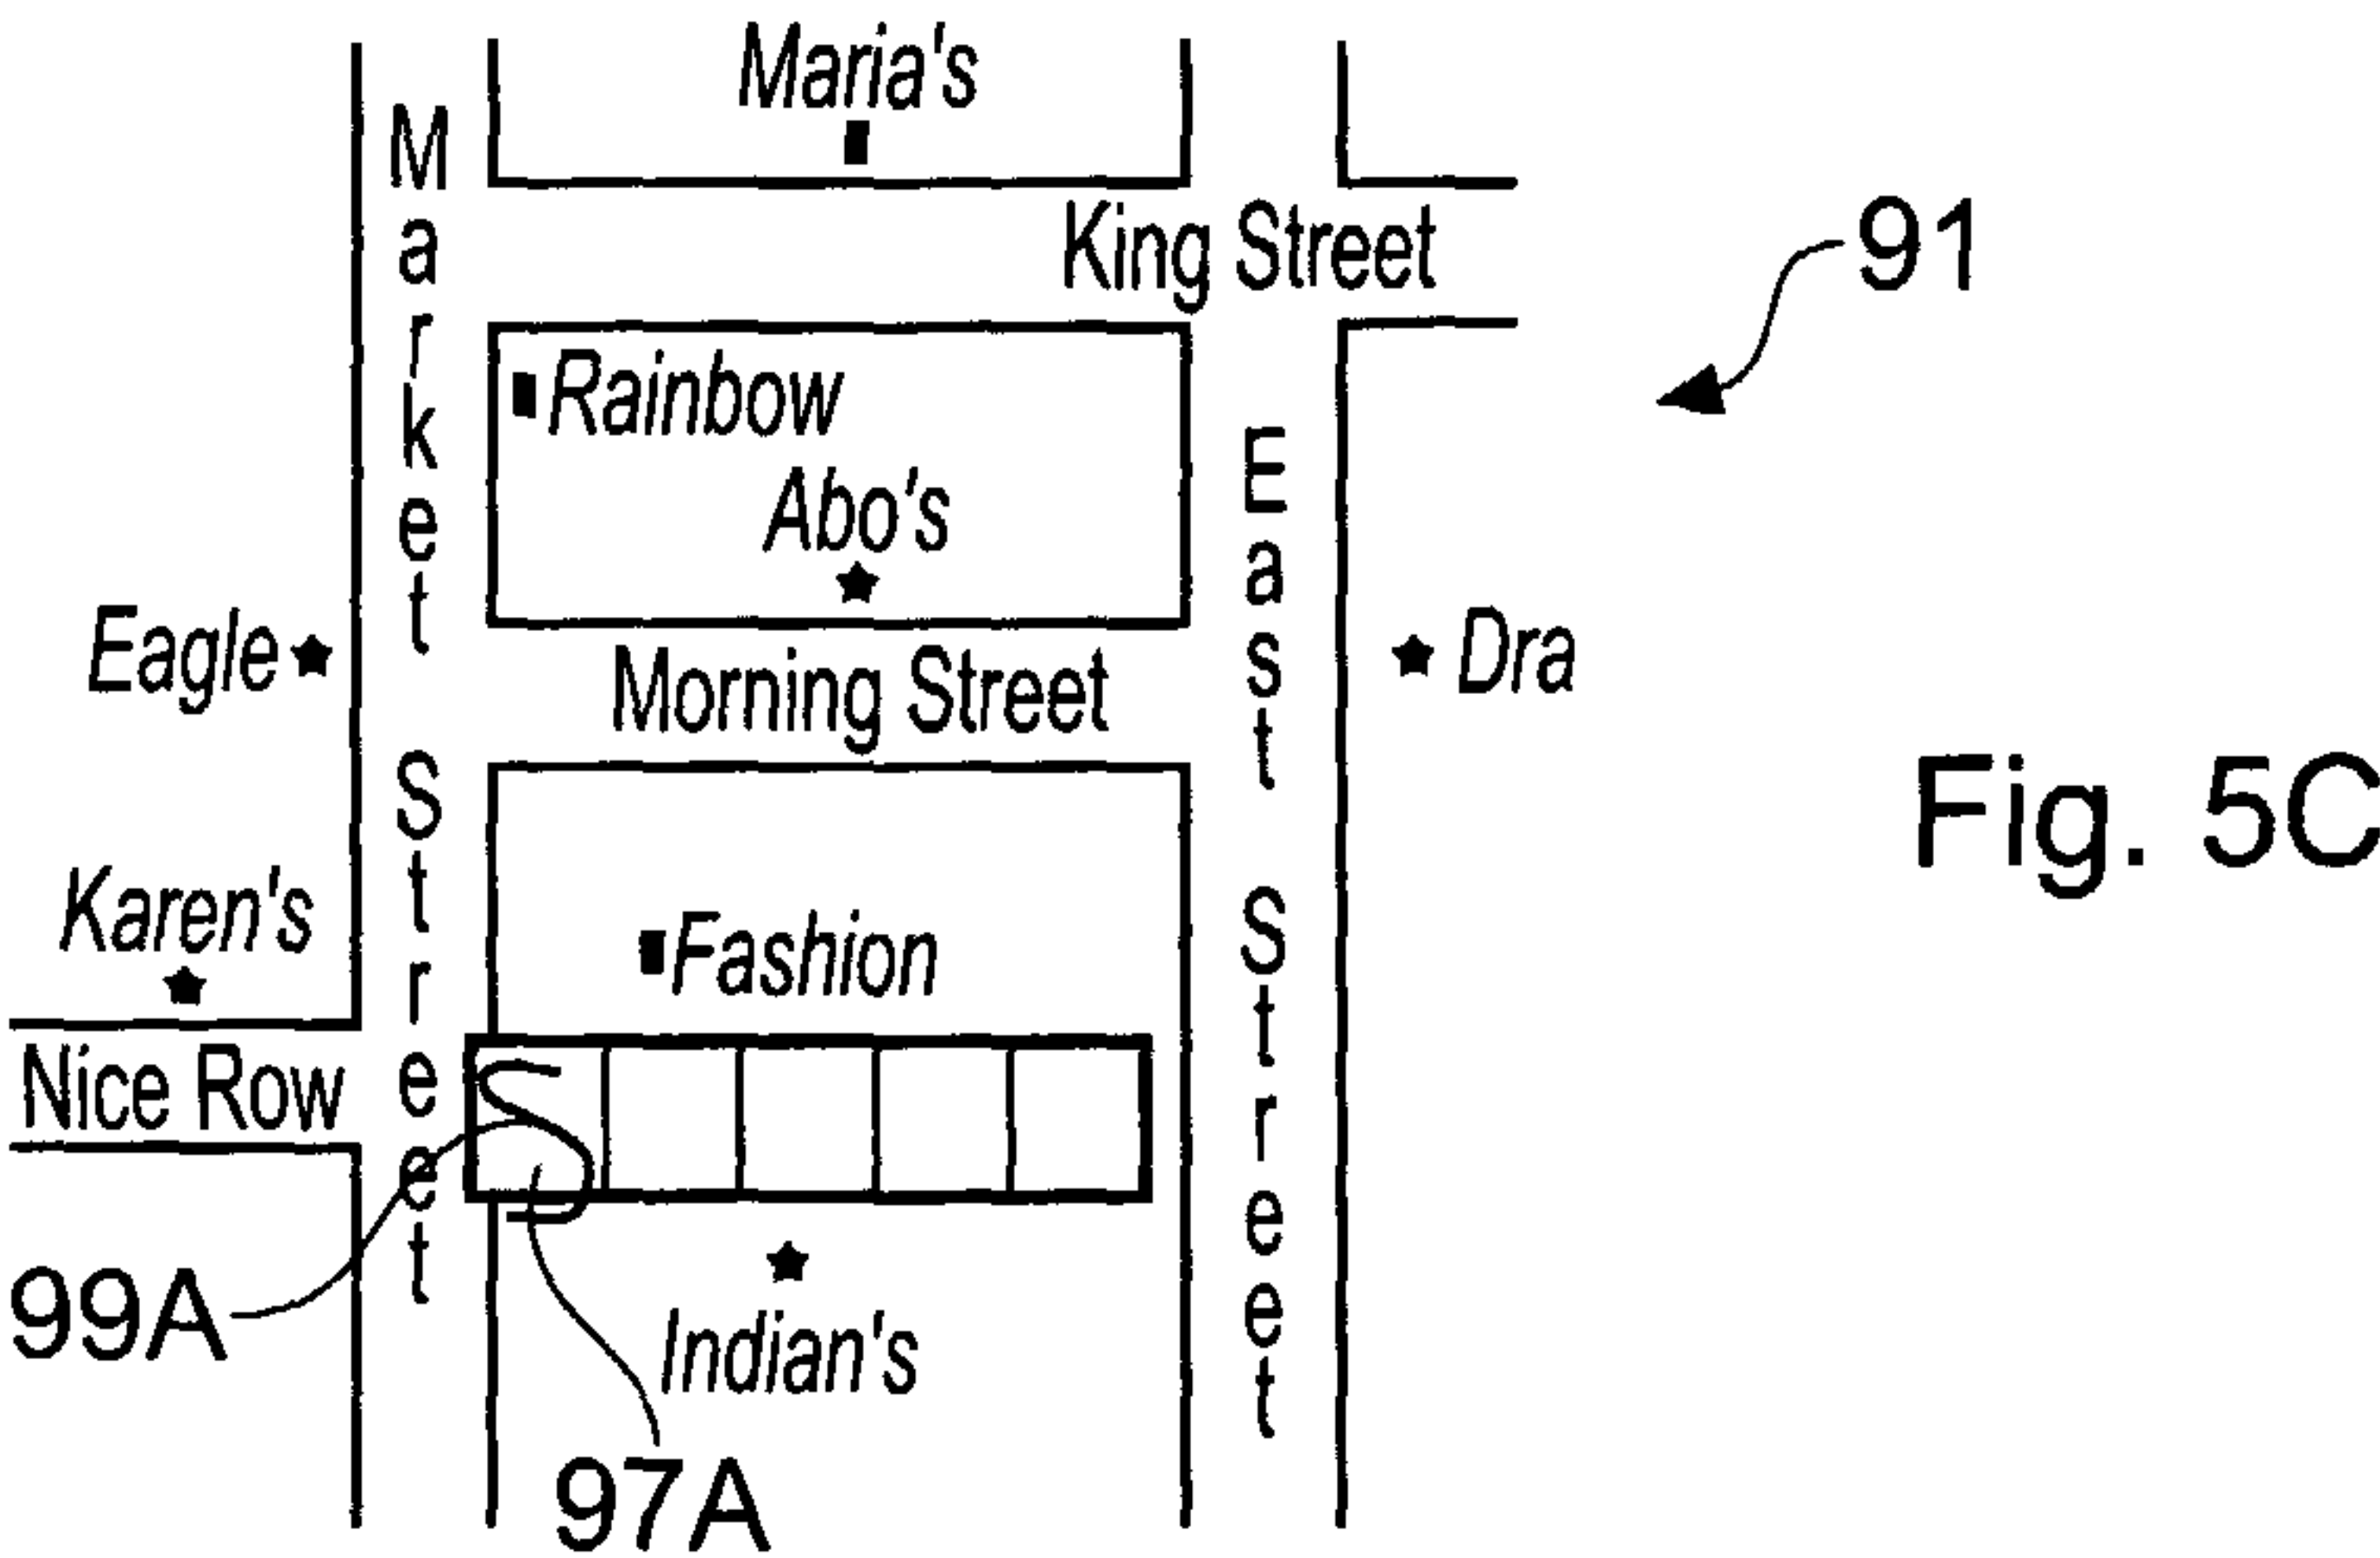 Maria's
Market Street
King Street
91
Rainbow
Abo's
East Street
Eagle
Dra
Morning Street
Fig. 5C
Karen's
Fashion
Nice Row
99A
Indian's
97A